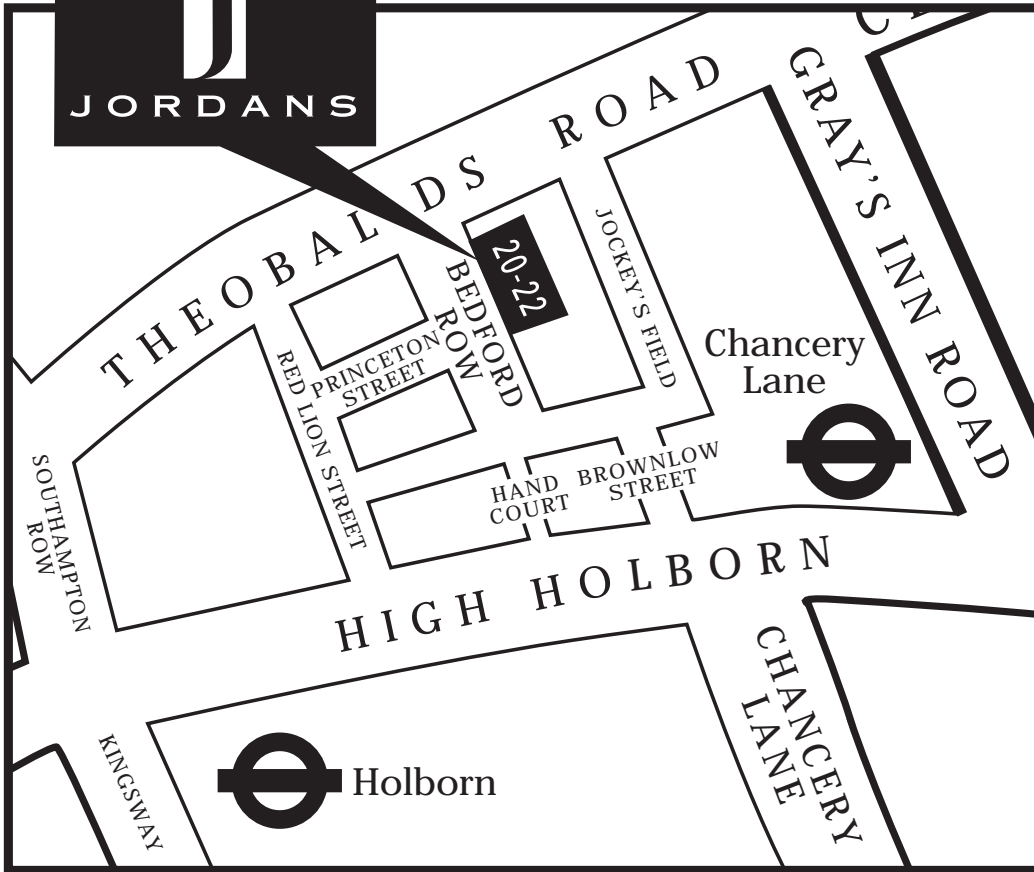 JORDANS
THEOBALDS ROAD
GRAY'S INN ROAD
20-22
BEDFORD
ROW
JOCKEY'S FIELD
PRINCETON
STREET
RED LION STREET
Chancery
Lane
SOUTHAMPTON
ROW
HAND
COURT
BROWNLOW
STREET
HIGH HOLBORN
CHANCERY
LANE
KINGSWAY
Holborn